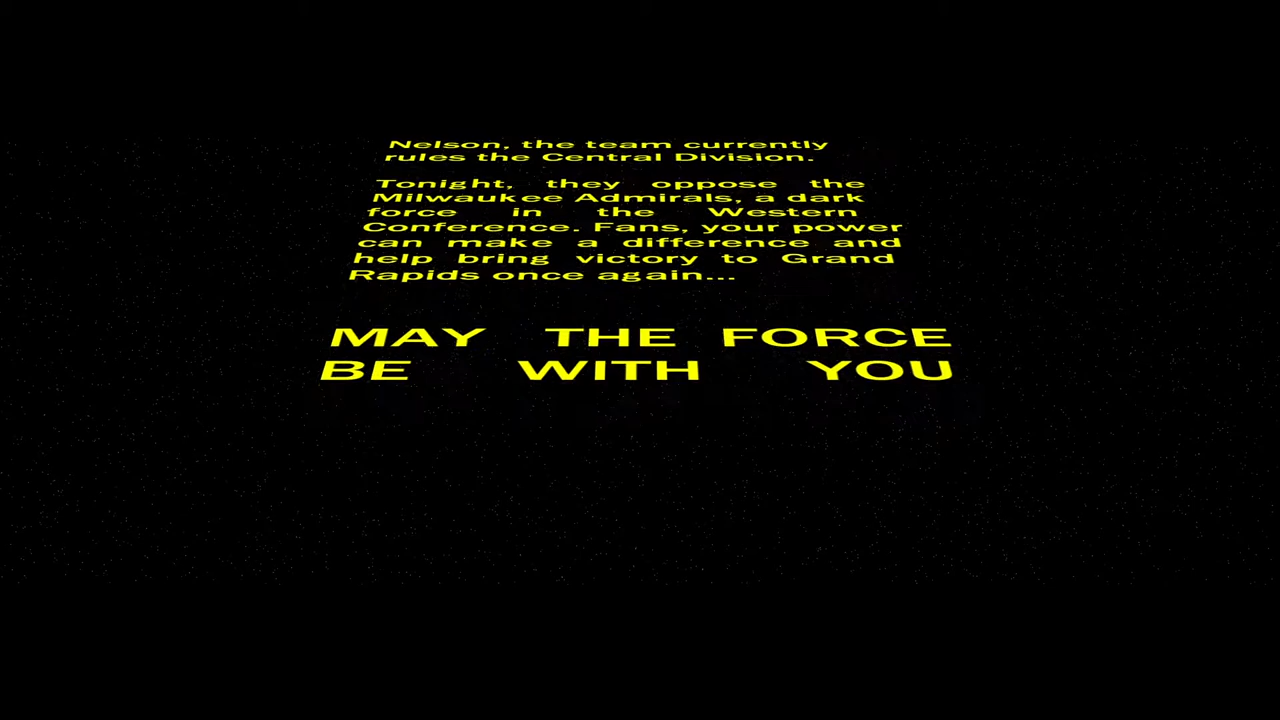 Nelson, the team currently
rules the Central Division.
Tonight, they oppose the
Milwaukee Admirals, a dark
force in the Western
Conference. Fans, your power
can make a difference and
help bring victory to Grand
Rapids once again...
MAY THE FORCE
BE WITH YOU